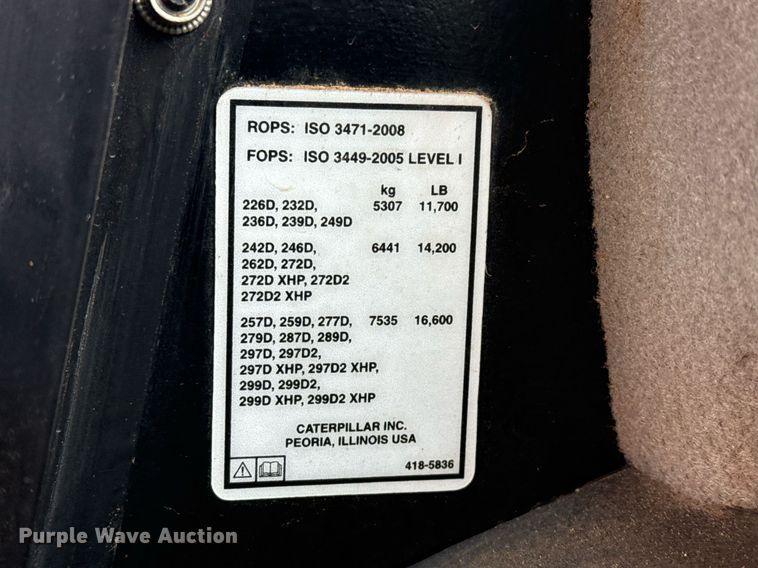 ROPS: ISO 3471-2008
FOPS: ISO 3449-2005 LEVEL I
kg LB
226D, 232D, 5307 11,700
236D, 239D, 249D
242D, 246D, 6441 14,200
262D, 272D,
272D XHP, 272D2
272D2 XHP
257D, 259D, 277D, 7535 16,600
279D, 287D, 289D,
297D, 297D2,
297D XHP, 297D2 XHP,
299D, 299D2,
299D XHP, 299D2 XHP
CATERPILLAR INC.
PEORIA, ILLINOIS USA
418-5836
Purple Wave Auction